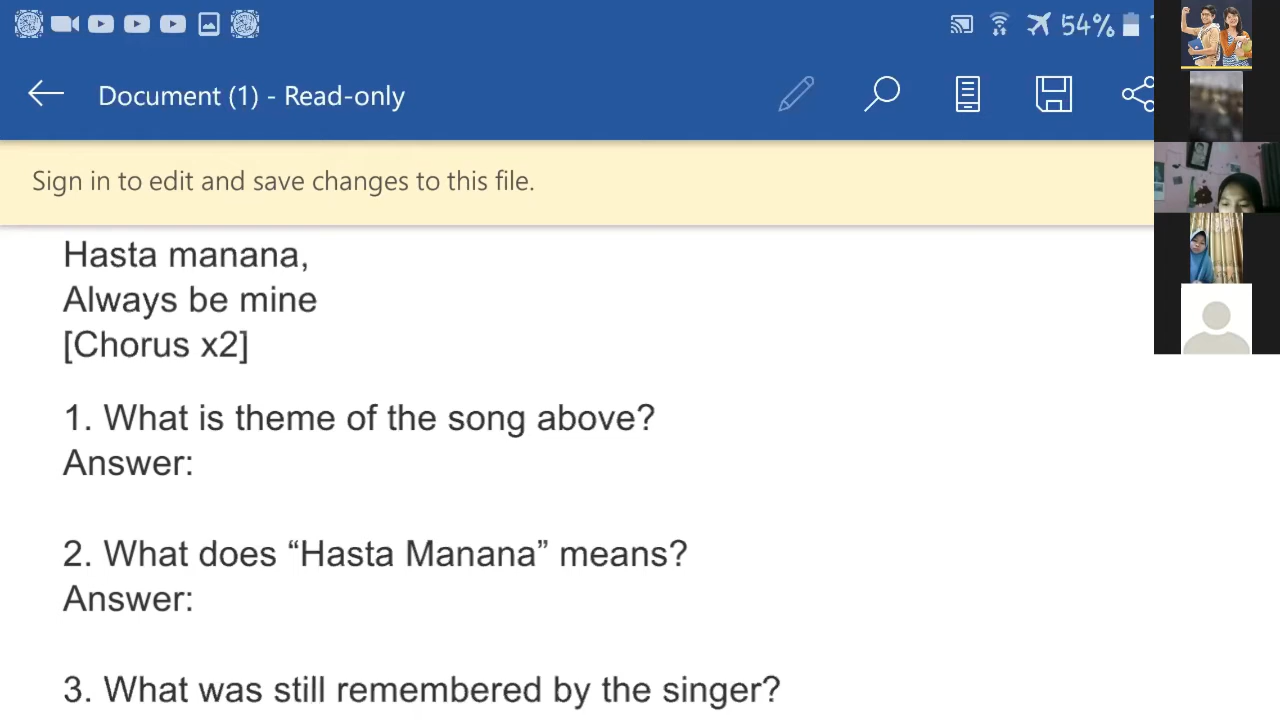 54%
Document (1) - Read-only
Sign in to edit and save changes to this file.
Hasta manana,
Always be mine
[Chorus x2]
1. What is theme of the song above?
Answer:
2. What does “Hasta Manana” means?
Answer:
3. What was still remembered by the singer?